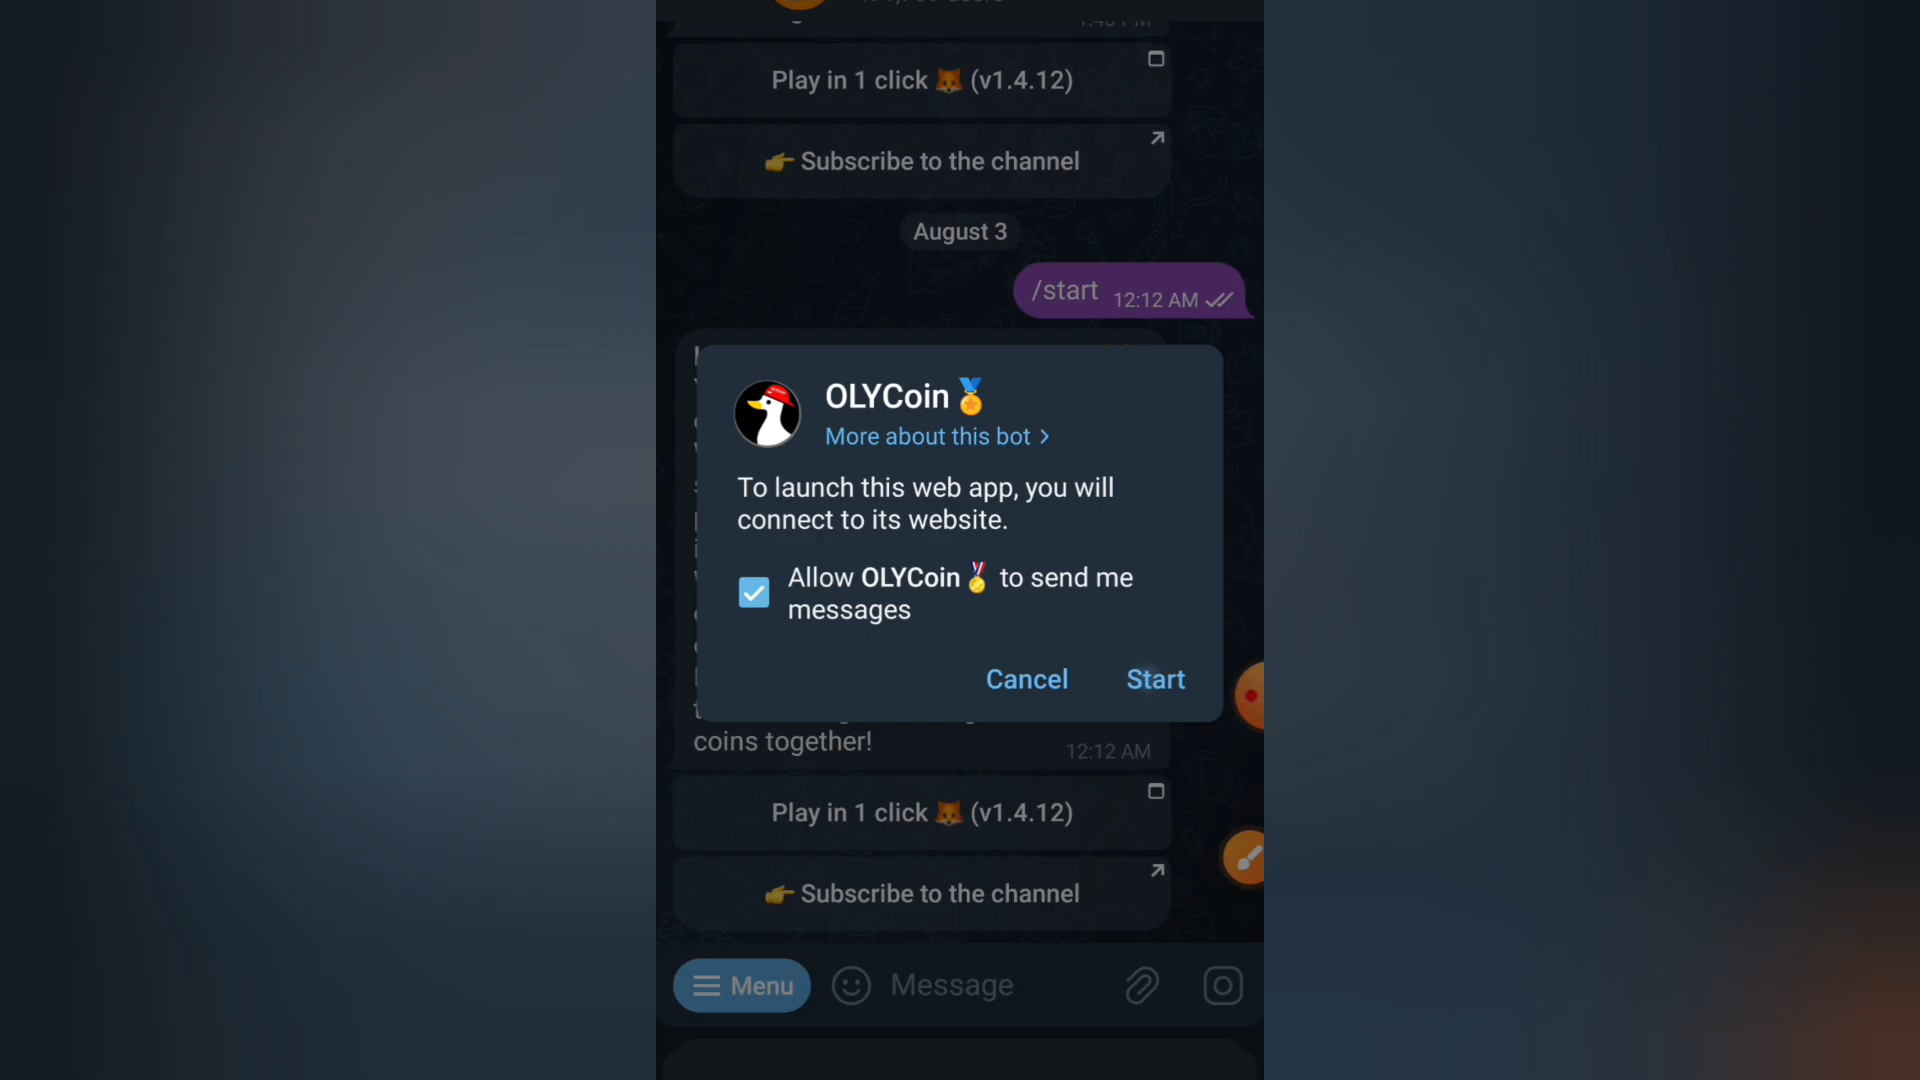 Play in 1 click 🦊 (v1.4.12)
👉 Subscribe to the channel
August 3
/start 12:12 AM
OLYCoin🏅
More about this bot >
To launch this web app, you will
connect to its website.
Allow OLYCoin🏅 to send me
messages
Cancel Start
coins together!
12:12 AM
Play in 1 click 🦊 (v1.4.12)
👉 Subscribe to the channel
Menu Message